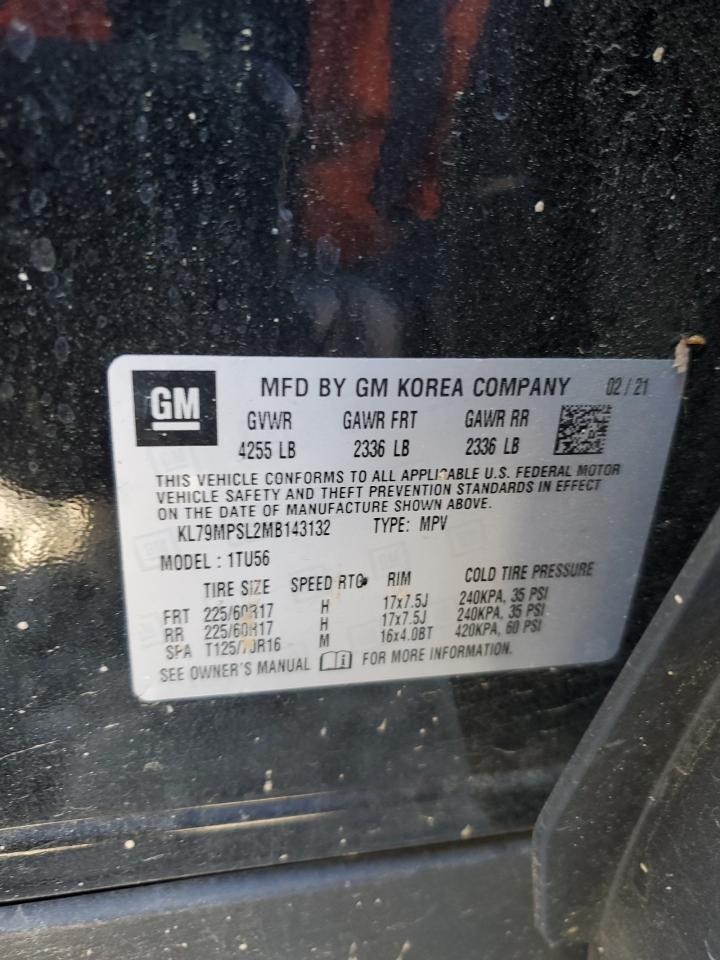 GM
MFD BY GM KOREA COMPANY 02/21
GVWR GAWR FRT GAWR RR
4255 LB 2336 LB 2336 LB
THIS VEHICLE CONFORMS TO ALL APPLICABLE U.S. FEDERAL MOTOR
VEHICLE SAFETY AND THEFT PREVENTION STANDARDS IN EFFECT
ON THE DATE OF MANUFACTURE SHOWN ABOVE.
KL79MPSL2MB143132 TYPE: MPV
MODEL : 1TU56
TIRE SIZE SPEED RTG RIM COLD TIRE PRESSURE
FRT 225/60R17 H 17x7.5J 240KPA, 35 PSI
RR 225/60R17 H 17x7.5J 240KPA, 35 PSI
SPA T125/70R16 M 16x4.0BT 420KPA, 60 PSI
SEE OWNER'S MANUAL i FOR MORE INFORMATION.